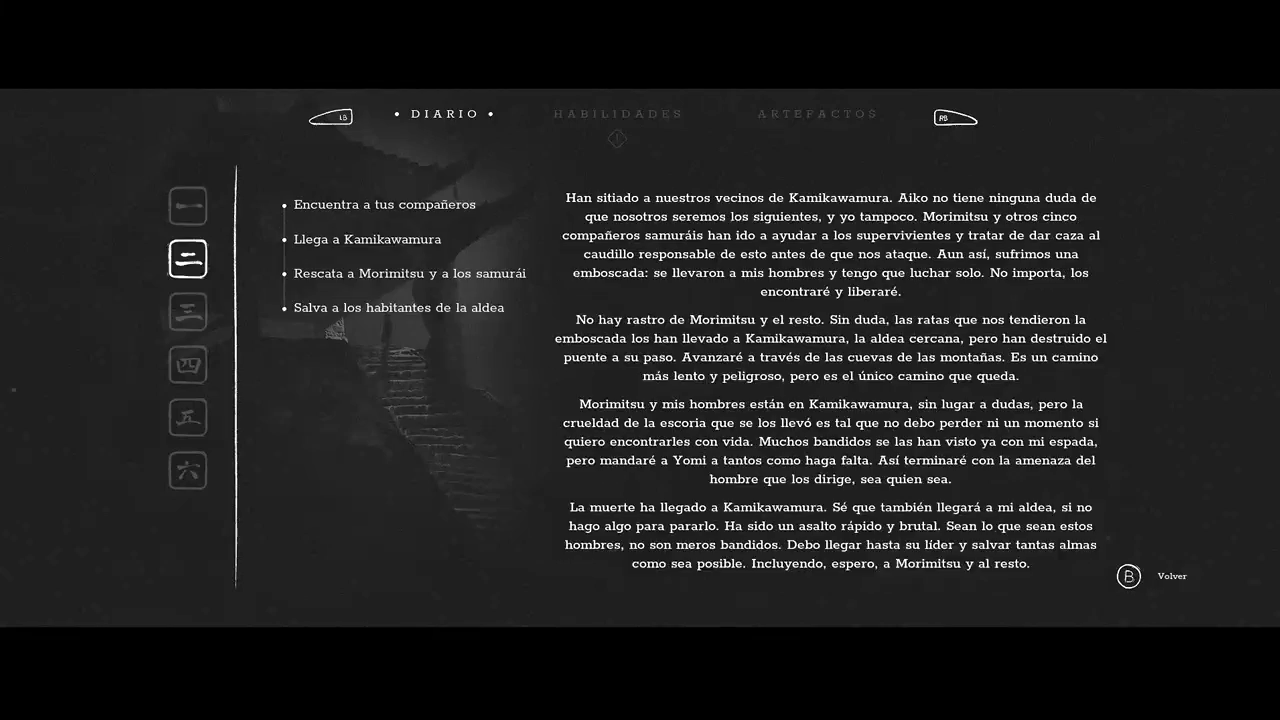 LB
• DIARIO •
HABILIDADES
ARTEFACTOS
RB
一
二
三
四
五
六
• Encuentra a tus compañeros
• Llega a Kamikawamura
• Rescata a Morimitsu y a los samurái
• Salva a los habitantes de la aldea
Han sitiado a nuestros vecinos de Kamikawamura. Aiko no tiene ninguna duda de
que nosotros seremos los siguientes, y yo tampoco. Morimitsu y otros cinco
compañeros samuráis han ido a ayudar a los supervivientes y tratar de dar caza al
caudillo responsable de esto antes de que nos ataque. Aun así, sufrimos una
emboscada: se llevaron a mis hombres y tengo que luchar solo. No importa, los
encontraré y liberaré.
No hay rastro de Morimitsu y el resto. Sin duda, las ratas que nos tendieron la
emboscada los han llevado a Kamikawamura, la aldea cercana, pero han destruido el
puente a su paso. Avanzaré a través de las cuevas de las montañas. Es un camino
más lento y peligroso, pero es el único camino que queda.
Morimitsu y mis hombres están en Kamikawamura, sin lugar a dudas, pero la
crueldad de la escoria que se los llevó es tal que no debo perder ni un momento si
quiero encontrarles con vida. Muchos bandidos se las han visto ya con mi espada,
pero mandaré a Yomi a tantos como haga falta. Así terminaré con la amenaza del
hombre que los dirige, sea quien sea.
La muerte ha llegado a Kamikawamura. Sé que también llegará a mi aldea, si no
hago algo para pararlo. Ha sido un asalto rápido y brutal. Sean lo que sean estos
hombres, no son meros bandidos. Debo llegar hasta su líder y salvar tantas almas
como sea posible. Incluyendo, espero, a Morimitsu y al resto.
B Volver